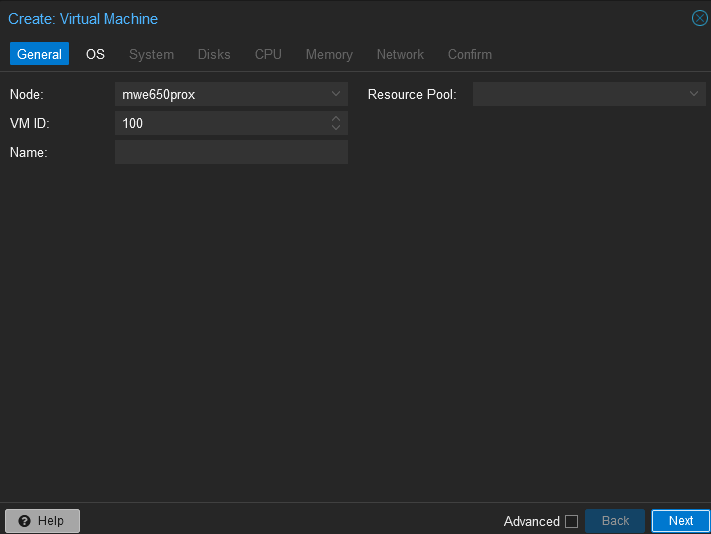 Create: Virtual Machine
General OS System Disks CPU Memory Network Confirm
Node: mwe650prox Resource Pool:
VM ID: 100
Name:
Help Advanced Back Next